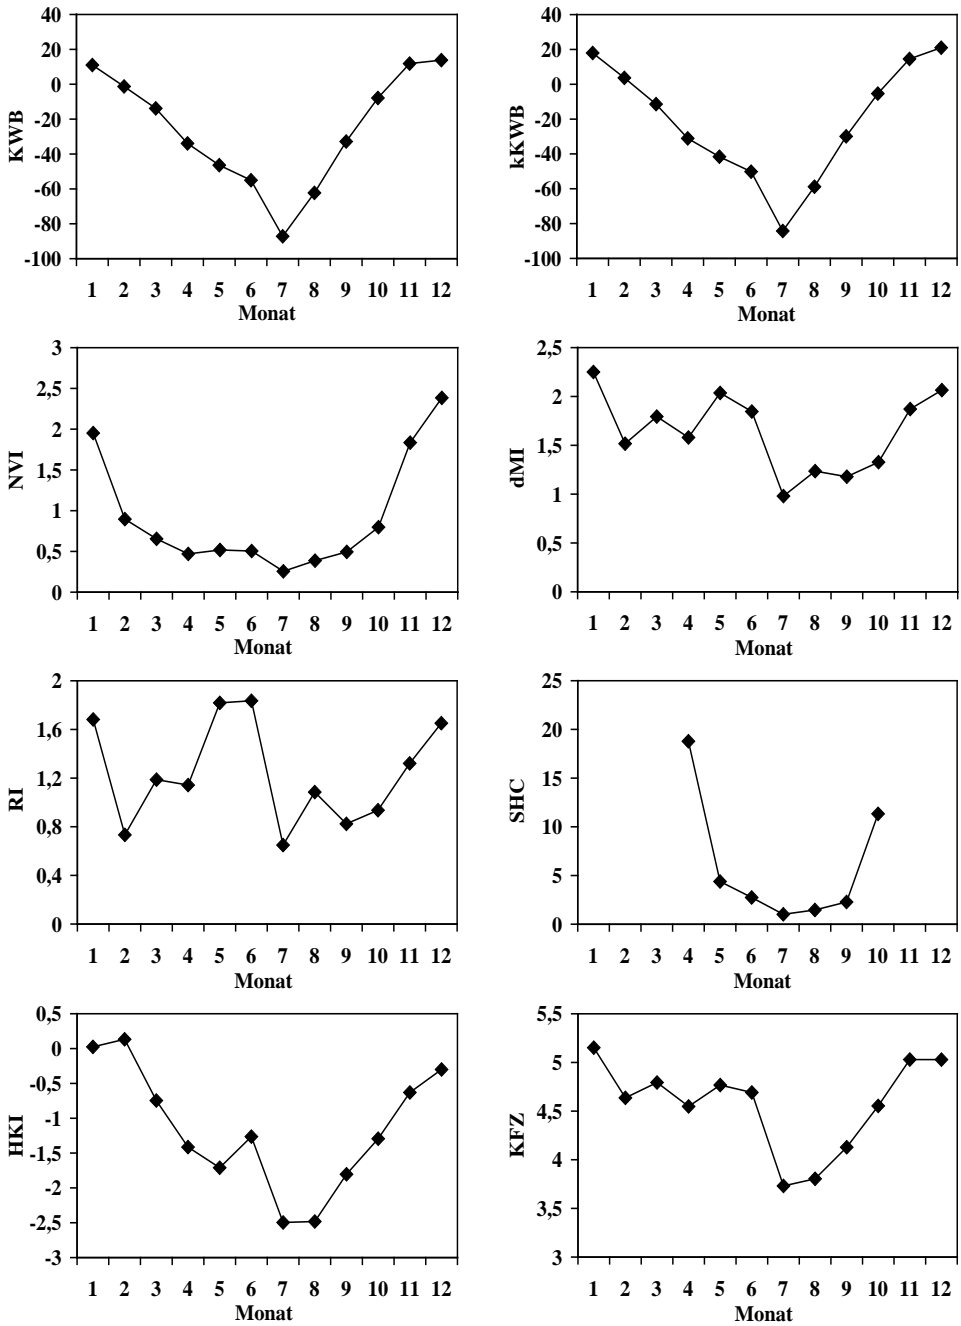 KWB
40
20
0
-20
-40
-60
-80
-100
1 2 3 4 5 6 7 8 9 10 11 12
Monat
kKWB
40
20
0
-20
-40
-60
-80
-100
1 2 3 4 5 6 7 8 9 10 11 12
Monat
NVI
3
2,5
2
1,5
1
0,5
0
1 2 3 4 5 6 7 8 9 10 11 12
Monat
dMI
2,5
2
1,5
1
0,5
0
1 2 3 4 5 6 7 8 9 10 11 12
Monat
RI
2
1,6
1,2
0,8
0,4
0
1 2 3 4 5 6 7 8 9 10 11 12
Monat
SHC
25
20
15
10
5
0
1 2 3 4 5 6 7 8 9 10 11 12
Monat
HKI
0,5
0
-0,5
-1
-1,5
-2
-2,5
-3
1 2 3 4 5 6 7 8 9 10 11 12
Monat
KFZ
5,5
5
4,5
4
3,5
3
1 2 3 4 5 6 7 8 9 10 11 12
Monat